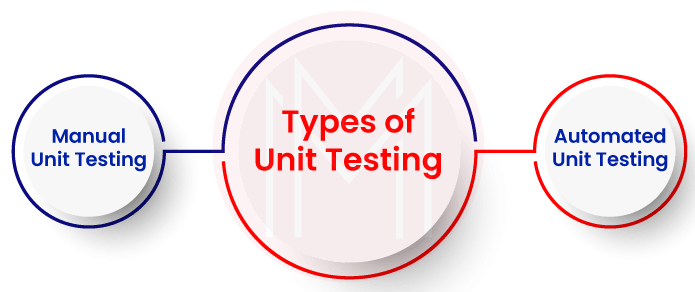 Manual
Unit Testing
Types of
Unit Testing
Automated
Unit Testing